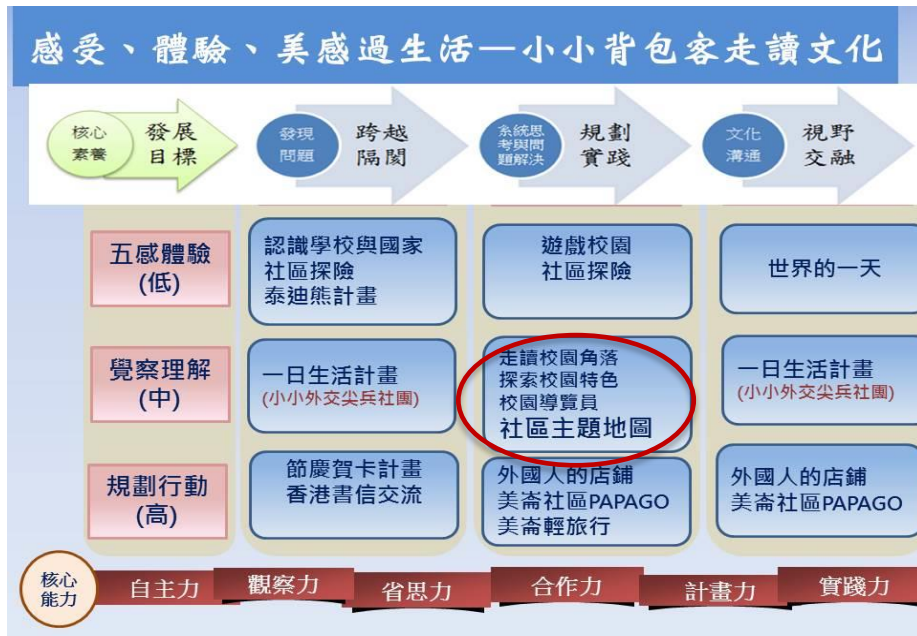 感受、體驗、美感過生活—小小背包客走讀文化
核心
素養
發展
目標
發現
問題
跨越
隔閡
系統思
考與問
題解決
規劃
實踐
文化
溝通
視野
交融
五感體驗
(低)
認識學校與國家
社區探險
泰迪熊計畫
遊戲校園
社區探險
世界的一天
覺察理解
(中)
一日生活計畫
(小小外交尖兵社團)
走讀校園角落
探索校園特色
校園導覽員
社區主題地圖
一日生活計畫
(小小外交尖兵社團)
規劃行動
(高)
節慶賀卡計畫
香港書信交流
外國人的店鋪
美崙社區PAPAGO
美崙輕旅行
外國人的店鋪
美崙社區PAPAGO
核心
能力
自主力
觀察力
省思力
合作力
計畫力
實踐力